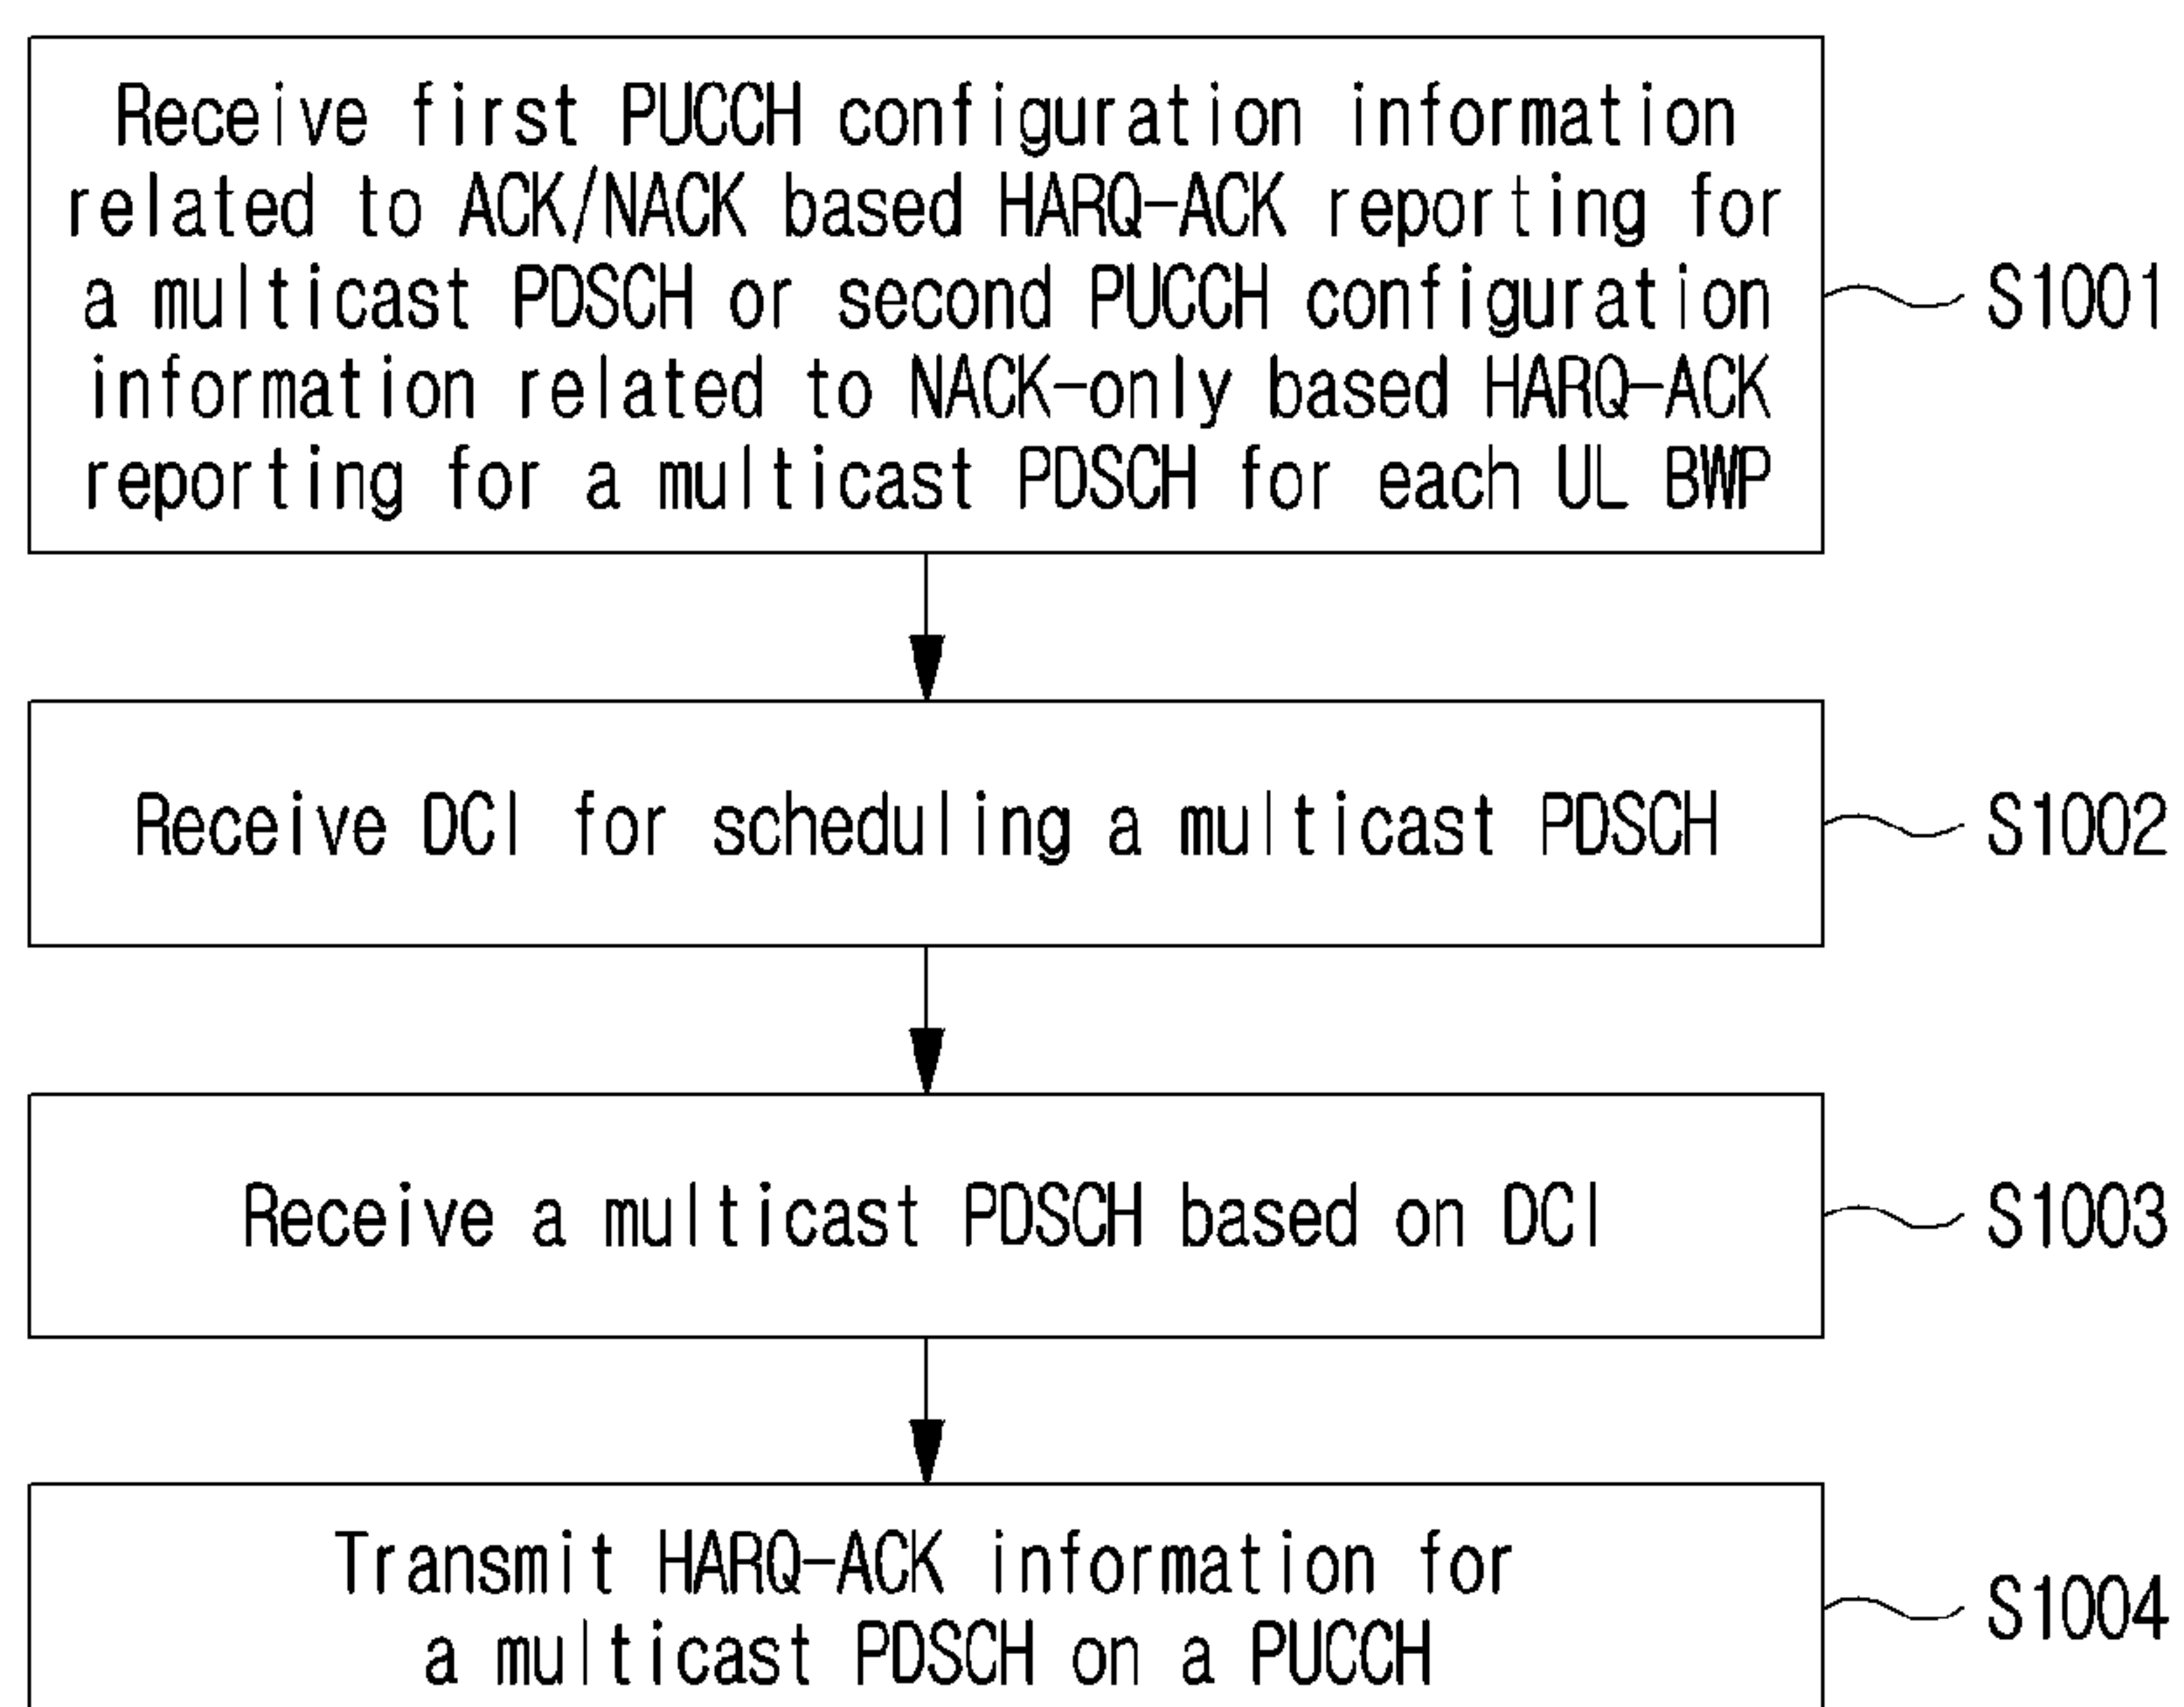 Receive first PUCCH configuration information
related to ACK/NACK based HARQ-ACK reporting for
a multicast PDSCH or second PUCCH configuration
information related to NACK-only based HARQ-ACK
reporting for a multicast PDSCH for each UL BWP
S1001
Receive DCI for scheduling a multicast PDSCH
S1002
Receive a multicast PDSCH based on DCI
S1003
Transmit HARQ-ACK information for
a multicast PDSCH on a PUCCH
S1004